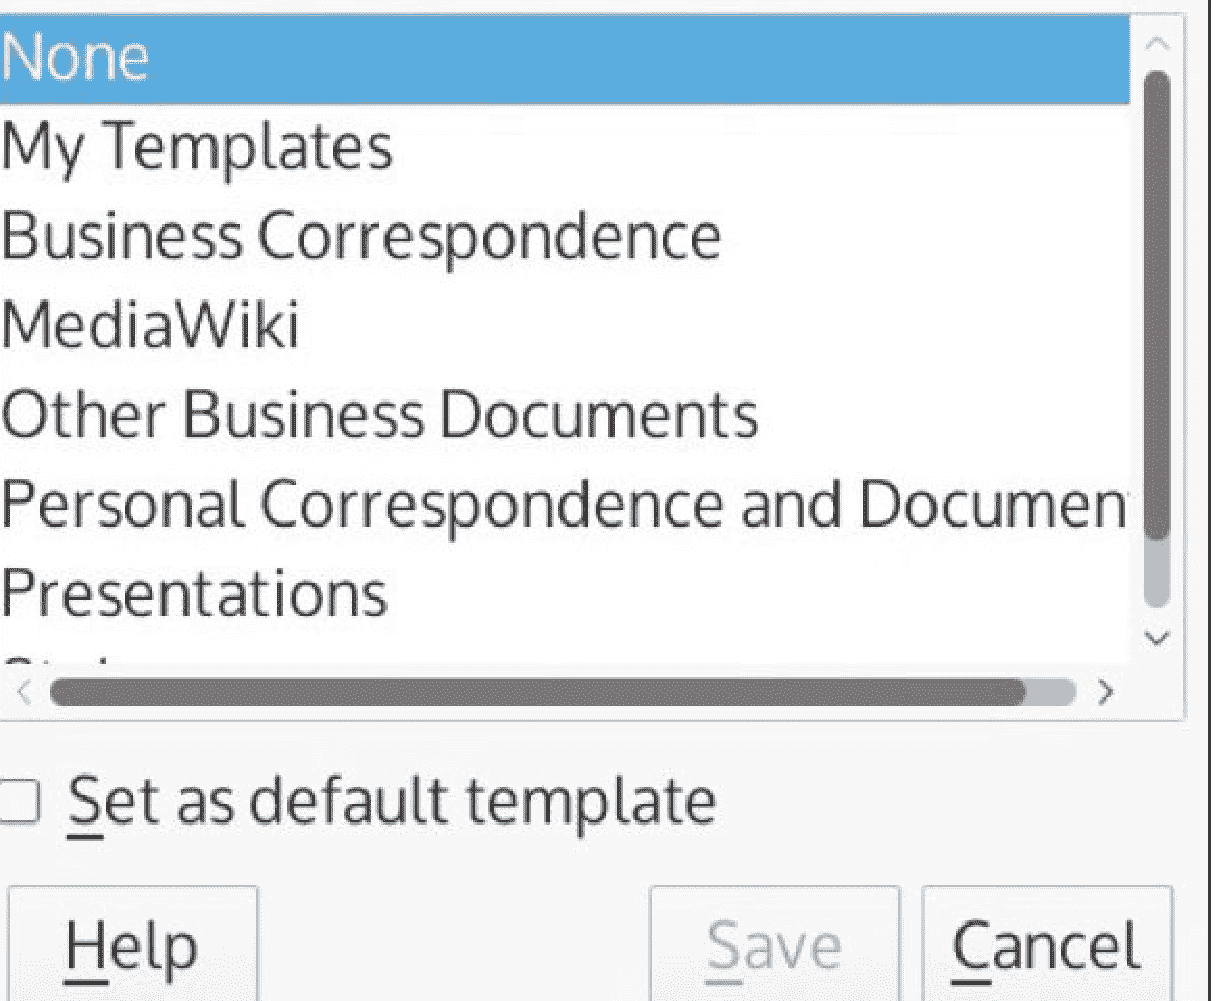 None
My Templates
Business Correspondence
MediaWiki
Other Business Documents
Personal Correspondence and Documen
Presentations
Set as default template
Help
Save
Cancel